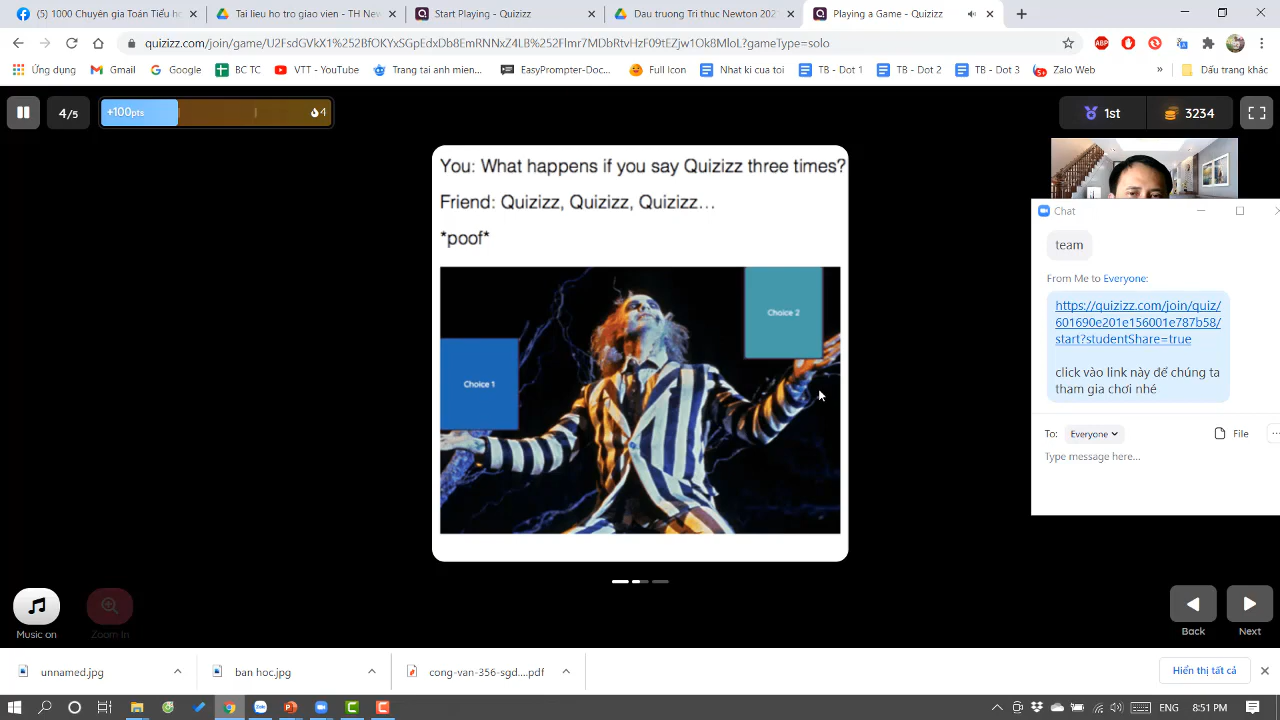 (5) 1000 Chuyên đề Toán Tiểu họ
Tai lieu ho tro giao vien - TH New
Start Playing - Quizizz
Dau truong Tri thuc Newton 202
Playing a Game - Quizizz
quizizz.com/join/game/
?gameType=solo
Ứng dụng
Gmail
Google
BC TC
VTT - YouTube
Trang tải ảnh mien...
EasyPrompter-Doc...
Full Icon
Nhat ki cua toi
TB - Dot 1
TB - Dot 2
TB - Dot 3
Zalo Web
»
Dấu trang khác
4/5
+100pts
1st
3234
You: What happens if you say Quizizz three times?
Friend: Quizizz, Quizizz, Quizizz…
*poof*
Choice 1
Choice 2
Chat
team
From Me to Everyone:
https://quizizz.com/join/quiz/
601690e201e156001e787b58/
start?studentShare=true
click vào link này để chúng ta
tham gia chơi nhé
To: Everyone
File
Type message here...
Music on
Zoom In
Back
Next
unnamed.jpg
ban hoc.jpg
cong-van-356-sgd....pdf
Hiển thị tất cả
ENG
8:51 PM